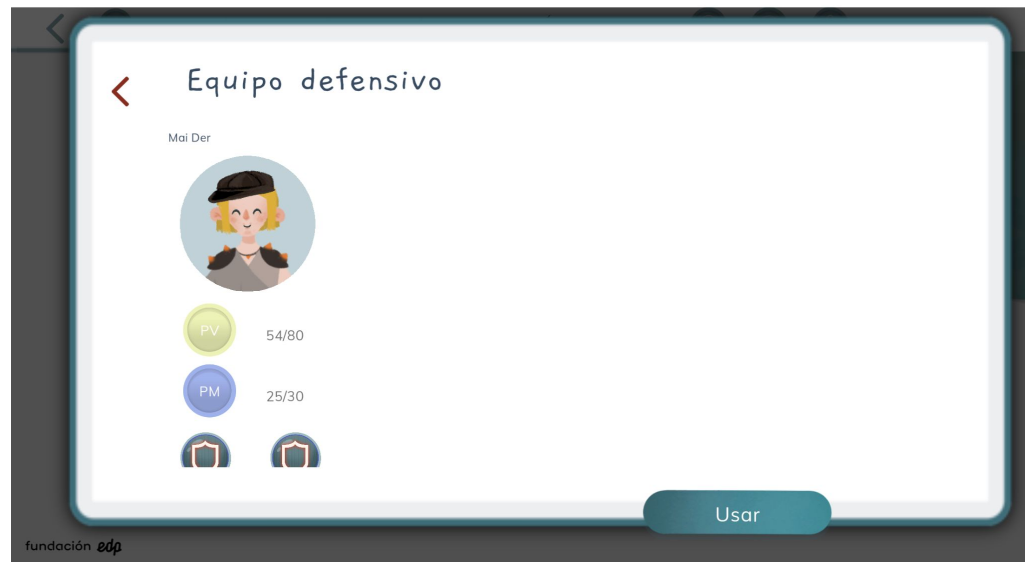 Equipo defensivo
Mai Der
PV 54/80
PM 25/30
Usar
fundación edp